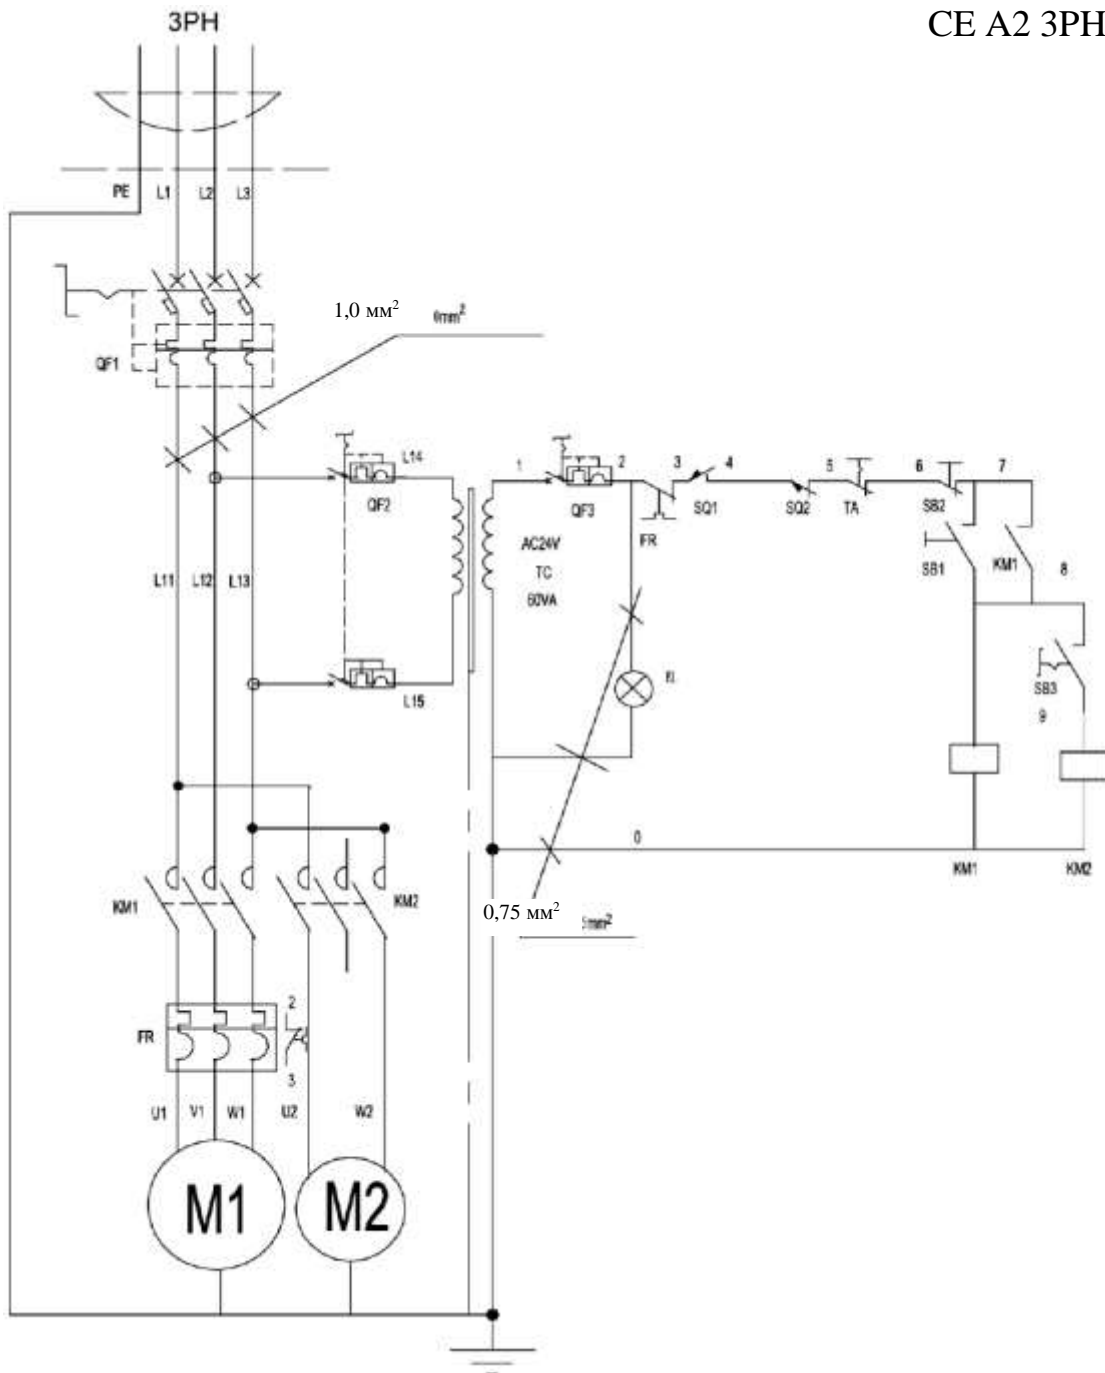 3PH
CE A2 3PH
PE L1 L2 L3
1,0 мм²
QF1
L14
QF2
1 2 3 4 5 6 7
QF3 FR SQ1 SQ2 TA SB2
AC24V
TC
60VA
SB1 KM1 8
L11 L12 L13
L15
SB3
9
0
KM1 KM2
KM1 KM2
0,75 мм²
FR 2
3
U1 V1 W1 U2 W2
M1 M2